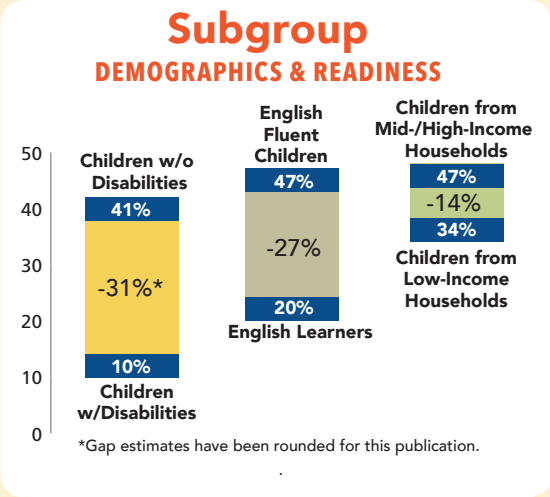 Subgroup
DEMOGRAPHICS & READINESS
50
40
30
20
10
0
Children w/o
Disabilities
41%
-31%*
10%
Children
w/Disabilities
English
Fluent
Children
47%
-27%
20%
English Learners
Children from
Mid-/High-Income
Households
47%
-14%
34%
Children from
Low-Income
Households
*Gap estimates have been rounded for this publication.
.